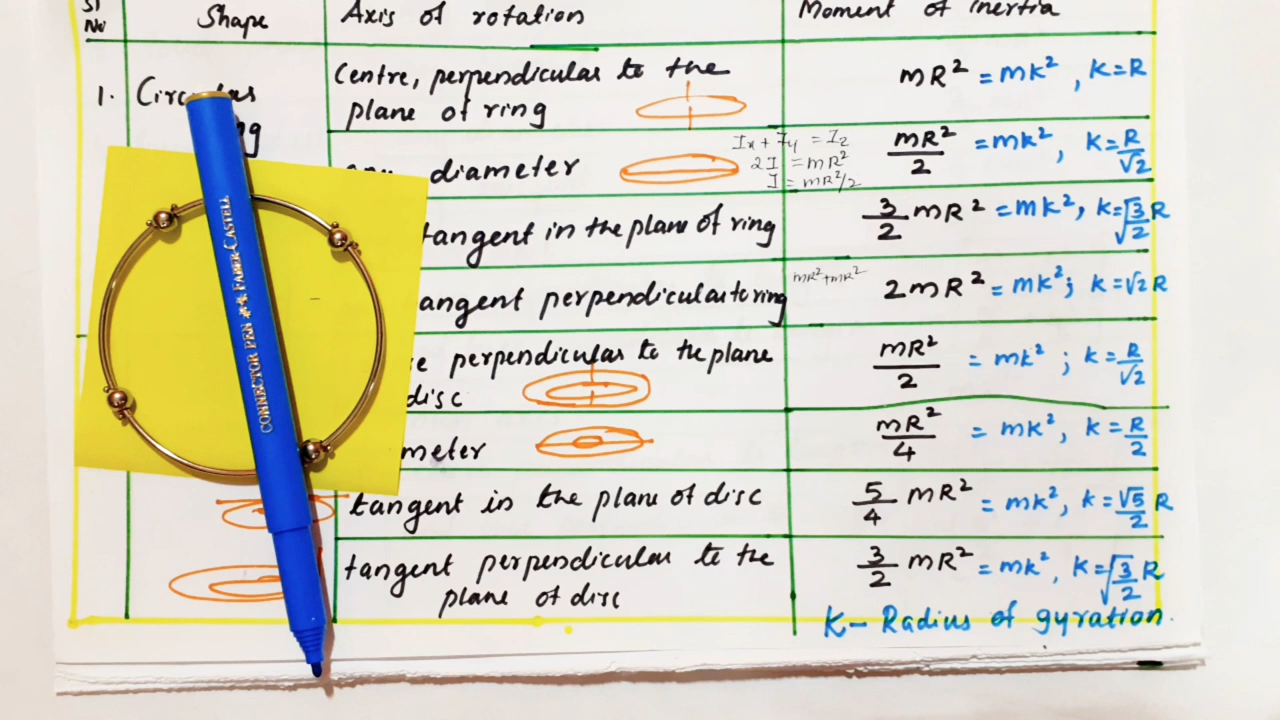 Sl No Shape Axis of rotation Moment of inertia
1. Centre, perpendicular to the plane of ring mR² = mk², k=R
diameter Ix + Iy = Iz
2I = mR²
I = mR²/2
mR²/2 = mk², k=R/√2
tangent in the plane of ring 3/2 mR² = mk², k=√3/2 R
perpendicular to ring mR²+mR² 2mR² = mk²; k=√2R
perpendicular to the plane
disc mR²/2 = mk²; k=R/√2
mR²/4 = mk², k=R/2
tangent in the plane of disc 5/4 mR² = mk², k=√5/2 R
tangent perpendicular to the
plane of disc 3/2 mR² = mk², k=√3/2 R
K- Radius of gyration.
CONNECTOR PEN FABER-CASTELL